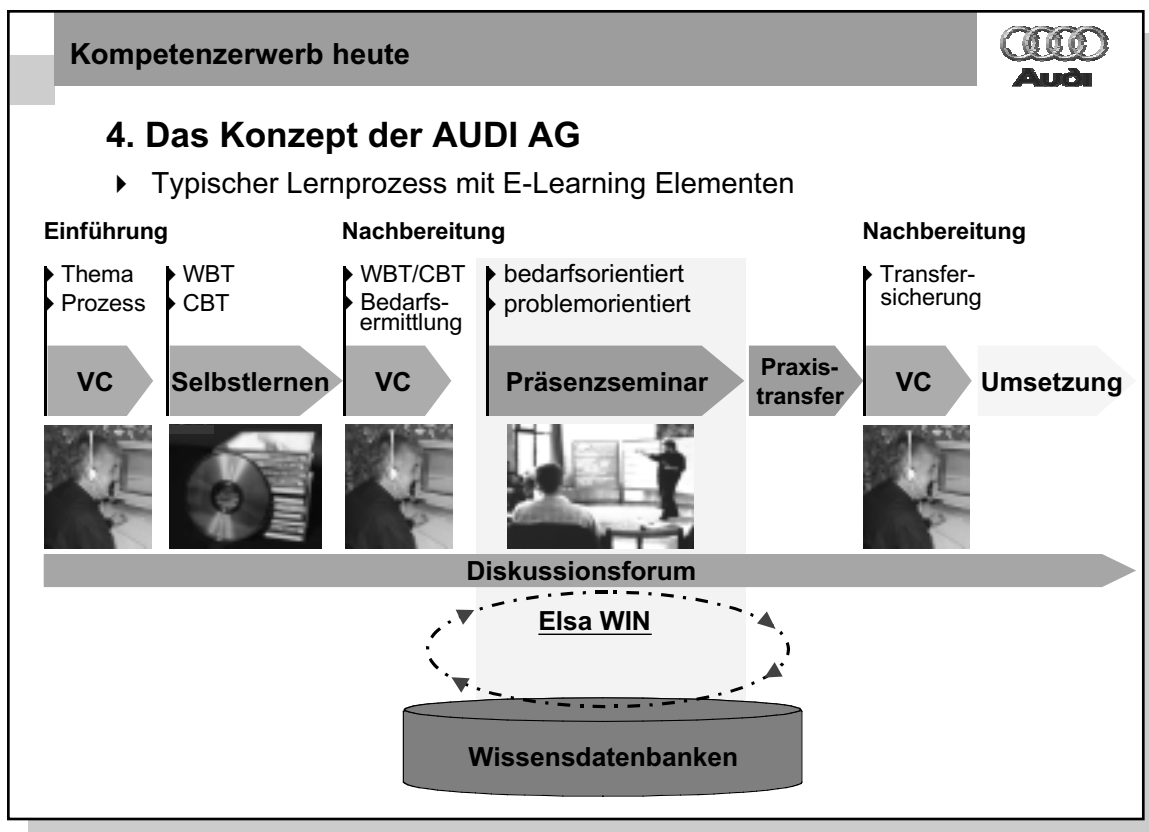 Kompetenzerwerb heute
Audi
4. Das Konzept der AUDI AG
Typischer Lernprozess mit E-Learning Elementen
Einführung
Nachbereitung
Nachbereitung
Thema
Prozess
WBT
CBT
WBT/CBT
Bedarfs-
ermittlung
bedarfsorientiert
problemorientiert
Transfer-
sicherung
VC
Selbstlernen
VC
Präsenzseminar
Praxis-
transfer
VC
Umsetzung
Diskussionsforum
Elsa WIN
Wissensdatenbanken